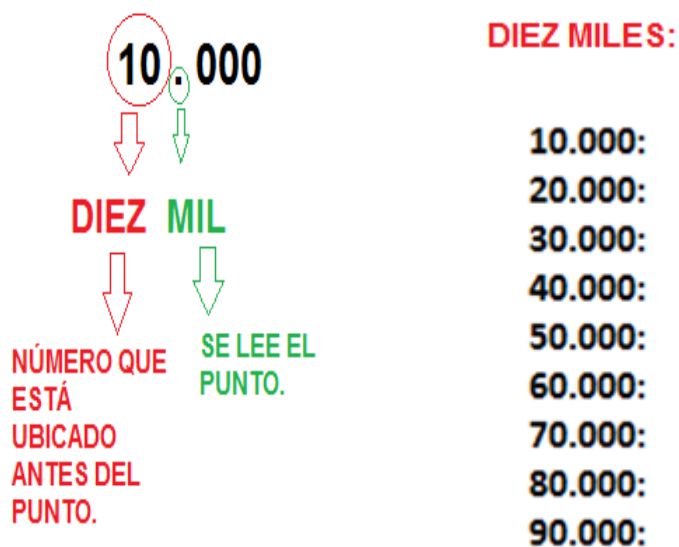 10.000
DIEZ MIL
NÚMERO QUE
ESTÁ
UBICADO
ANTES DEL
PUNTO.
SE LEE EL
PUNTO.
DIEZ MILES:
10.000:
20.000:
30.000:
40.000:
50.000:
60.000:
70.000:
80.000:
90.000: